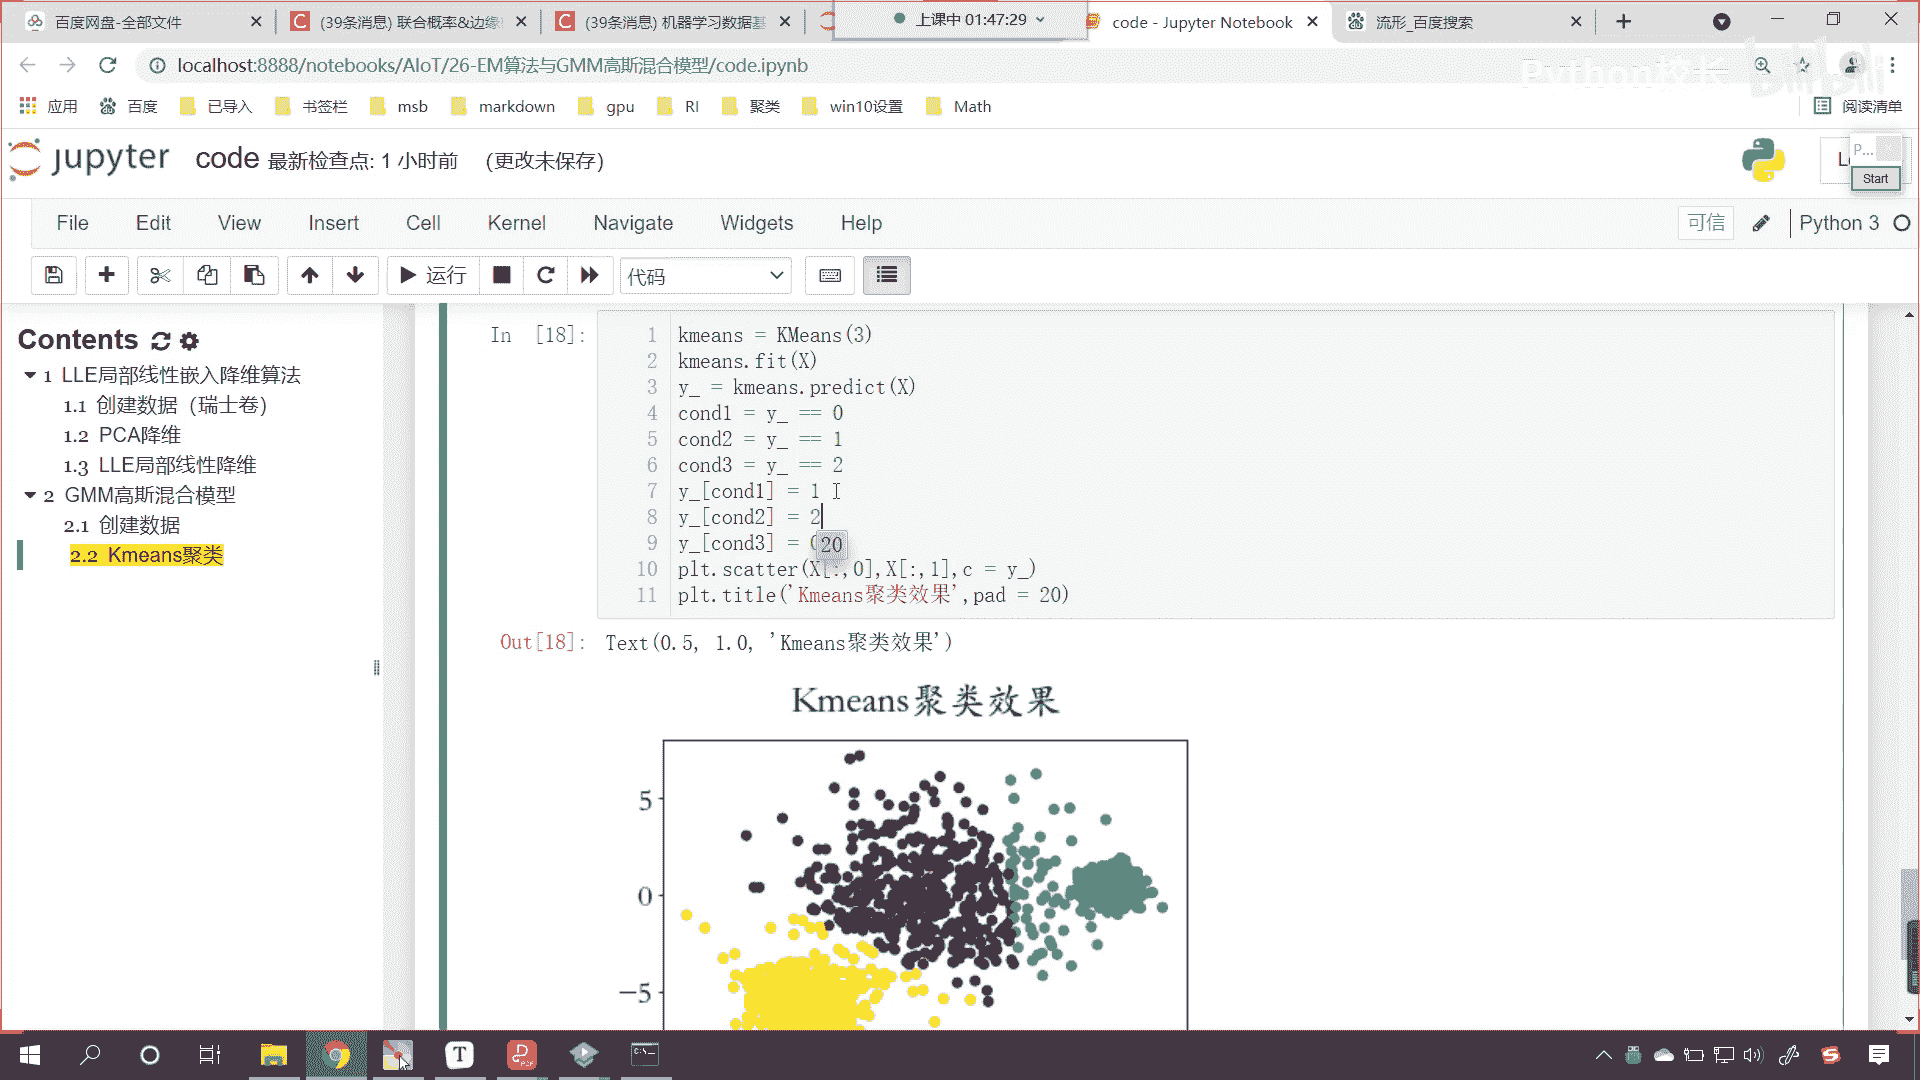 百度网盘-全部文件
(39条消息) 联合概率&边缘
(39条消息) 机器学习数据基
上课中 01:47:29
code - Jupyter Notebook
流形_百度搜索
localhost:8888/notebooks/AIoT/26-EM算法与GMM高斯混合模型/code.ipynb
Python校长
bilibili
应用
百度
已导入
书签栏
msb
markdown
gpu
RI
聚类
win10设置
Math
阅读清单
jupyter
code 最新检查点: 1 小时前 (更改未保存)
P...
Start
File Edit View Insert Cell Kernel Navigate Widgets Help
可信
Python 3
运行
代码
Contents
1 LLE局部线性嵌入降维算法
1.1 创建数据（瑞士卷）
1.2 PCA降维
1.3 LLE局部线性降维
2 GMM高斯混合模型
2.1 创建数据
2.2 Kmeans聚类
In [18]:
1 kmeans = KMeans(3)
2 kmeans.fit(X)
3 y_ = kmeans.predict(X)
4 cond1 = y_ == 0
5 cond2 = y_ == 1
6 cond3 = y_ == 2
7 y_[cond1] = 1
8 y_[cond2] = 2
9 y_[cond3] =
20
10 plt.scatter(X[:,0],X[:,1],c = y_)
11 plt.title('Kmeans聚类效果',pad = 20)
Out[18]: Text(0.5, 1.0, 'Kmeans聚类效果')
Kmeans聚类效果
5
0
−5